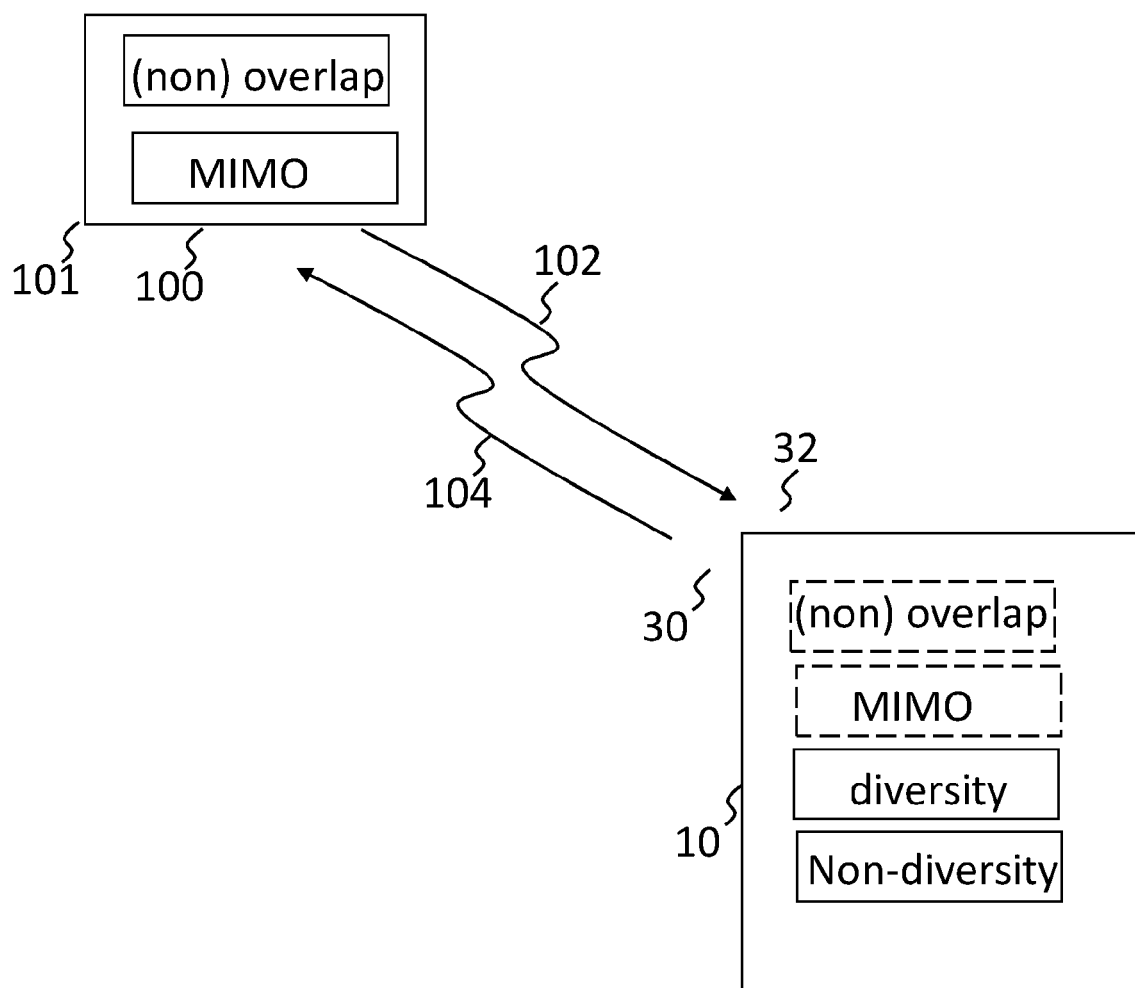 (non) overlap
MIMO
101
100
102
104
32
30
(non) overlap
MIMO
diversity
10
Non-diversity